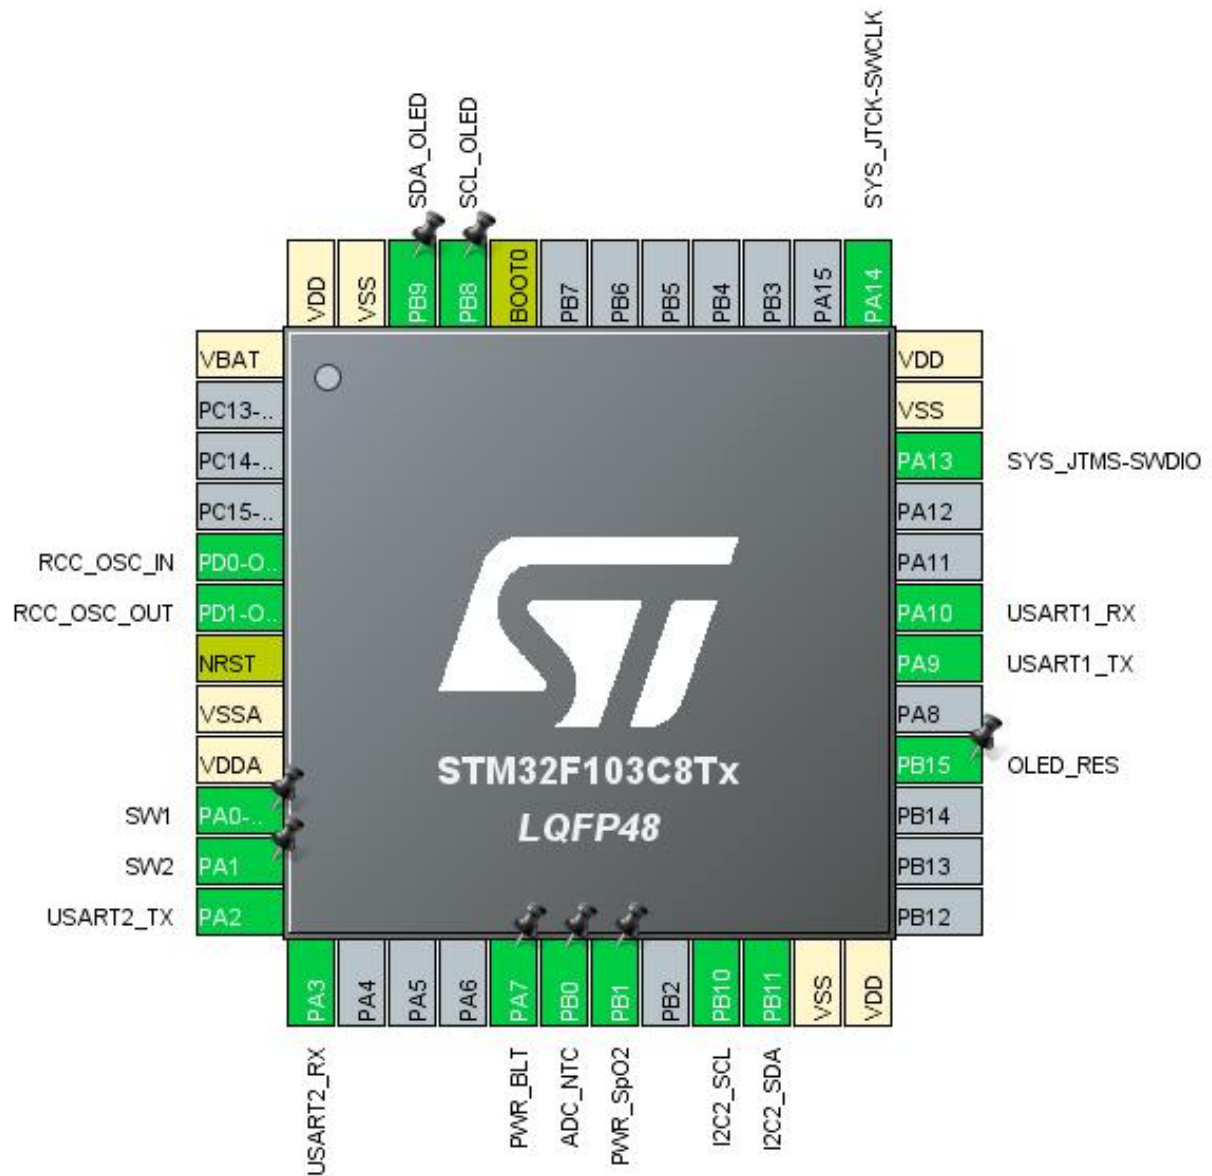 SDA_OLED
SCL_OLED
SYS_JTCK-SWCLK
VDD
VSS
PB9
PB8
BOOT0
PB7
PB6
PB5
PB4
PB3
PA15
PA14
VBAT
PC13-..
PC14-..
PC15-..
RCC_OSC_IN PD0-O..
RCC_OSC_OUT PD1-O..
NRST
VSSA
VDDA
SW1 PA0-..
SW2 PA1
USART2_TX PA2
VDD
VSS
PA13 SYS_JTMS-SWDIO
PA12
PA11
PA10 USART1_RX
PA9 USART1_TX
PA8
PB15 OLED_RES
PB14
PB13
PB12
STM32F103C8Tx
LQFP48
PA3
PA4
PA5
PA6
PA7
PB0
PB1
PB2
PB10
PB11
VSS
VDD
USART2_RX
PWR_BLT
ADC_NTC
PWR_SpO2
I2C2_SCL
I2C2_SDA